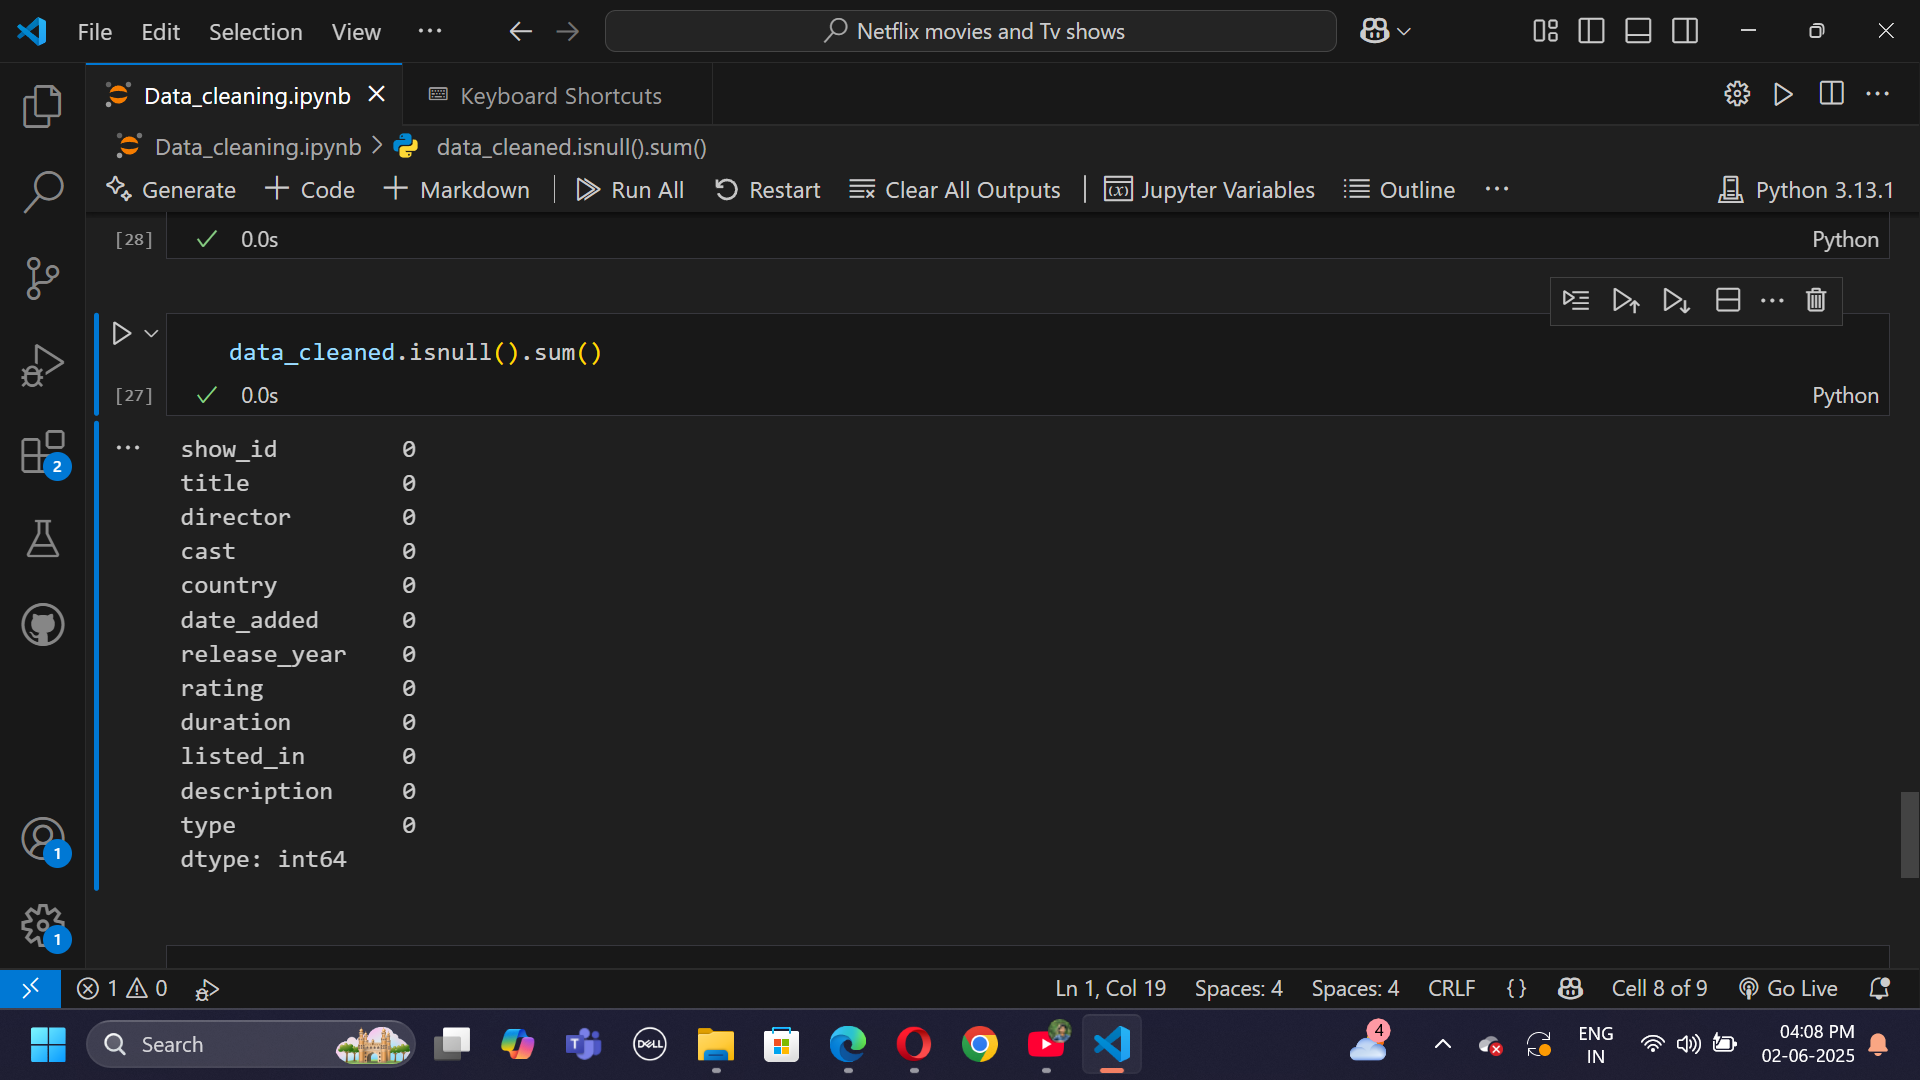 File Edit Selection View ···
Netflix movies and Tv shows
Data_cleaning.ipynb
Keyboard Shortcuts
Data_cleaning.ipynb > data_cleaned.isnull().sum()
Generate + Code + Markdown Run All Restart Clear All Outputs Jupyter Variables Outline ··· Python 3.13.1
[28] 0.0s Python
data_cleaned.isnull().sum()
[27] 0.0s Python
show_id 0
title 0
director 0
cast 0
country 0
date_added 0
release_year 0
rating 0
duration 0
listed_in 0
description 0
type 0
dtype: int64
2
1
1
1 0 Ln 1, Col 19 Spaces: 4 Spaces: 4 CRLF {} Cell 8 of 9 Go Live
Search DELL 4 ENG IN 04:08 PM
02-06-2025